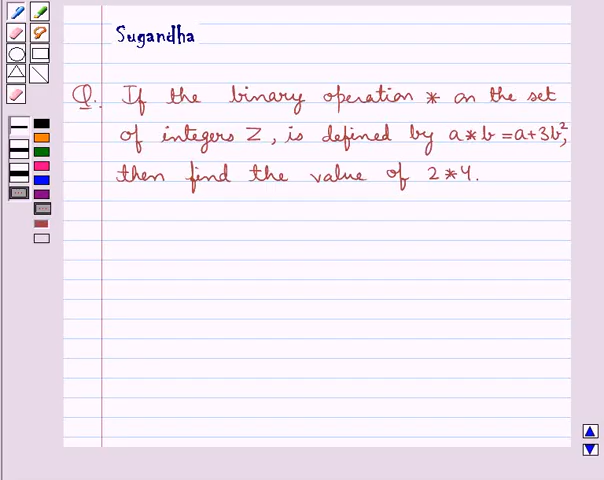 Sugandha
Q. If the binary operation * on the set
of integers Z, is defined by a * b = a + 3b²,
then find the value of 2 * 4.